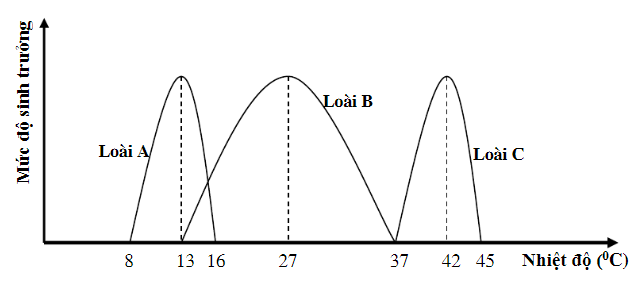 Mức độ sinh trưởng
Loài A
Loài B
Loài C
8 13 16 27 37 42 45 Nhiệt độ (⁰C)